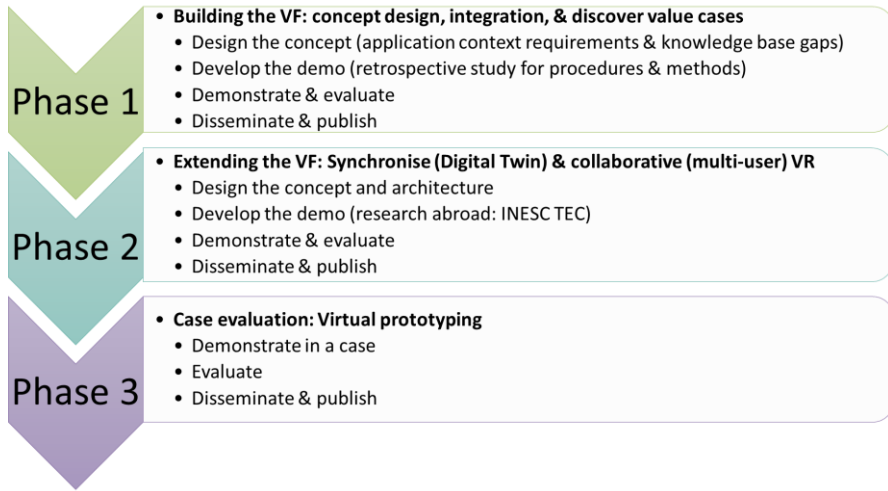 Phase 1
• Building the VF: concept design, integration, & discover value cases
• Design the concept (application context requirements & knowledge base gaps)
• Develop the demo (retrospective study for procedures & methods)
• Demonstrate & evaluate
• Disseminate & publish
Phase 2
• Extending the VF: Synchronise (Digital Twin) & collaborative (multi-user) VR
• Design the concept and architecture
• Develop the demo (research abroad: INESC TEC)
• Demonstrate & evaluate
• Disseminate & publish
Phase 3
• Case evaluation: Virtual prototyping
• Demonstrate in a case
• Evaluate
• Disseminate & publish